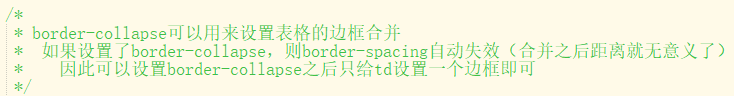 /*
* border-collapse可以用来设置表格的边框合并
* 如果设置了border-collapse，则border-spacing自动失效（合并之后距离就无意义了）
* 因此可以设置border-collapse之后只给td设置一个边框即可
*/